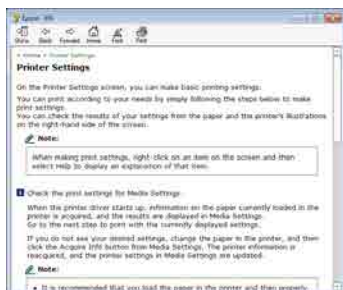 Epson
Show Back Forward Home Print
> Home > Printer Settings
Printer Settings
On the Printer Settings screen, you can make basic printing settings.
You can print according to your needs by simply following the steps below to make
print settings.
You can check the results of your settings from the paper and the printer's illustrations
on the right-hand side of the screen.
Note:
When making print settings, right-click on an item on the screen and then
select Help to display an explanation of that item.
1 Check the print settings for Media Settings
When the printer driver starts up, information on the paper currently loaded in the
printer is acquired, and the results are displayed in Media Settings.
Go to the next step to print with the currently displayed settings.
If you do not see your desired settings, change the paper in the printer, and then
click the Acquire Info button from Media Settings. The printer information is
reacquired, and the printer settings in Media Settings are updated.
Note:
• It is recommended that you load the paper in the printer and then properly